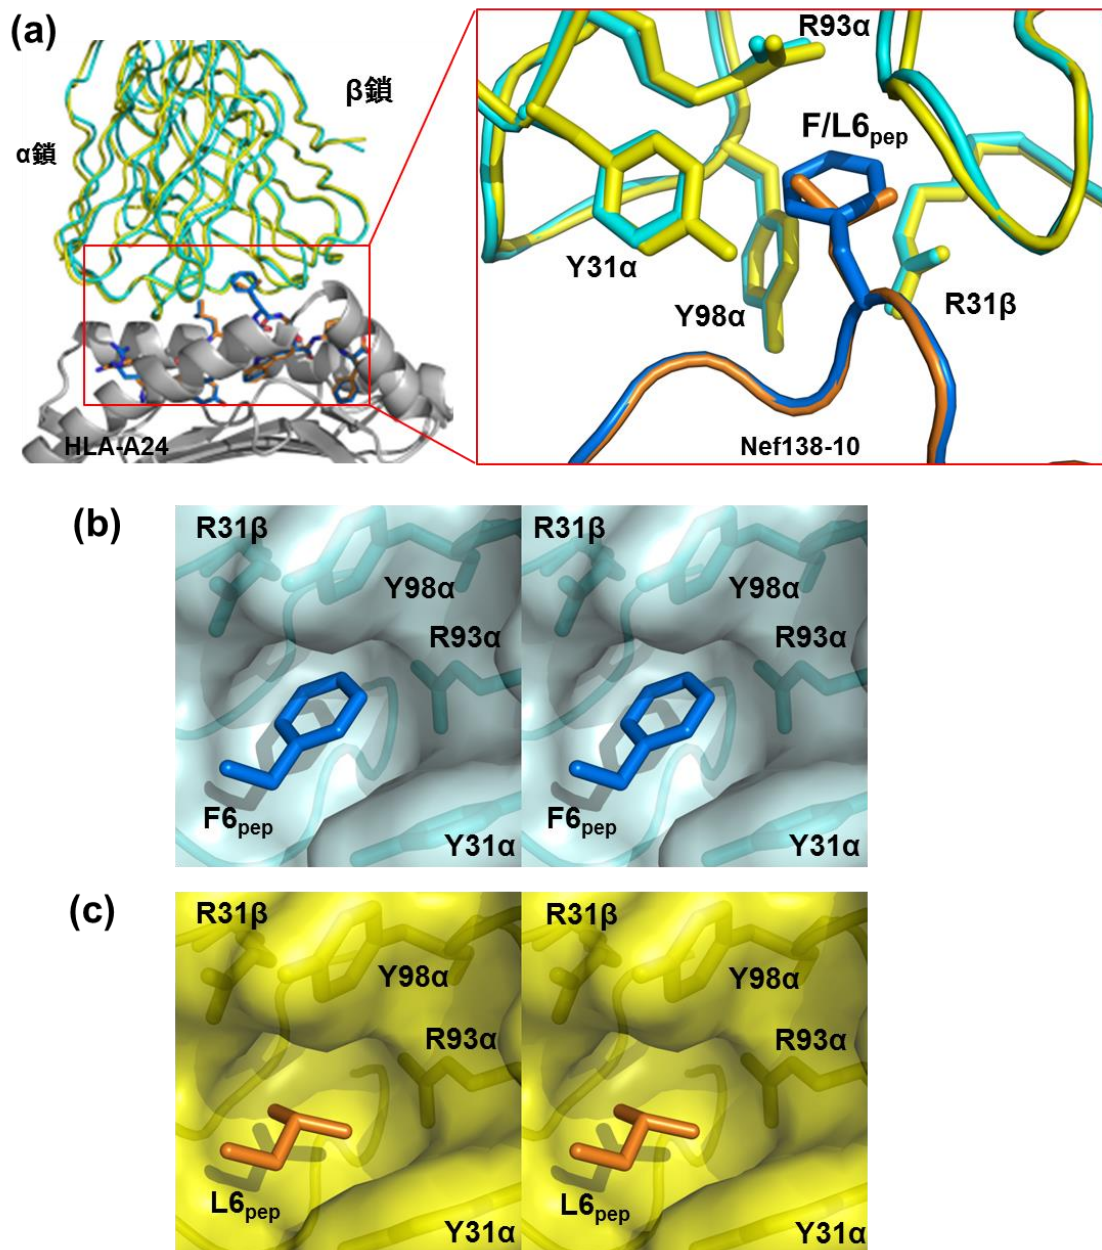 (a)
α鎖
β鎖
HLA-A24
R93α
F/L6pep
Y31α
Y98α
R31β
Nef138-10
(b)
R31β
R31β
Y98α
Y98α
R93α
R93α
F6pep
F6pep
Y31α
Y31α
(c)
R31β
R31β
Y98α
Y98α
R93α
R93α
L6pep
L6pep
Y31α
Y31α